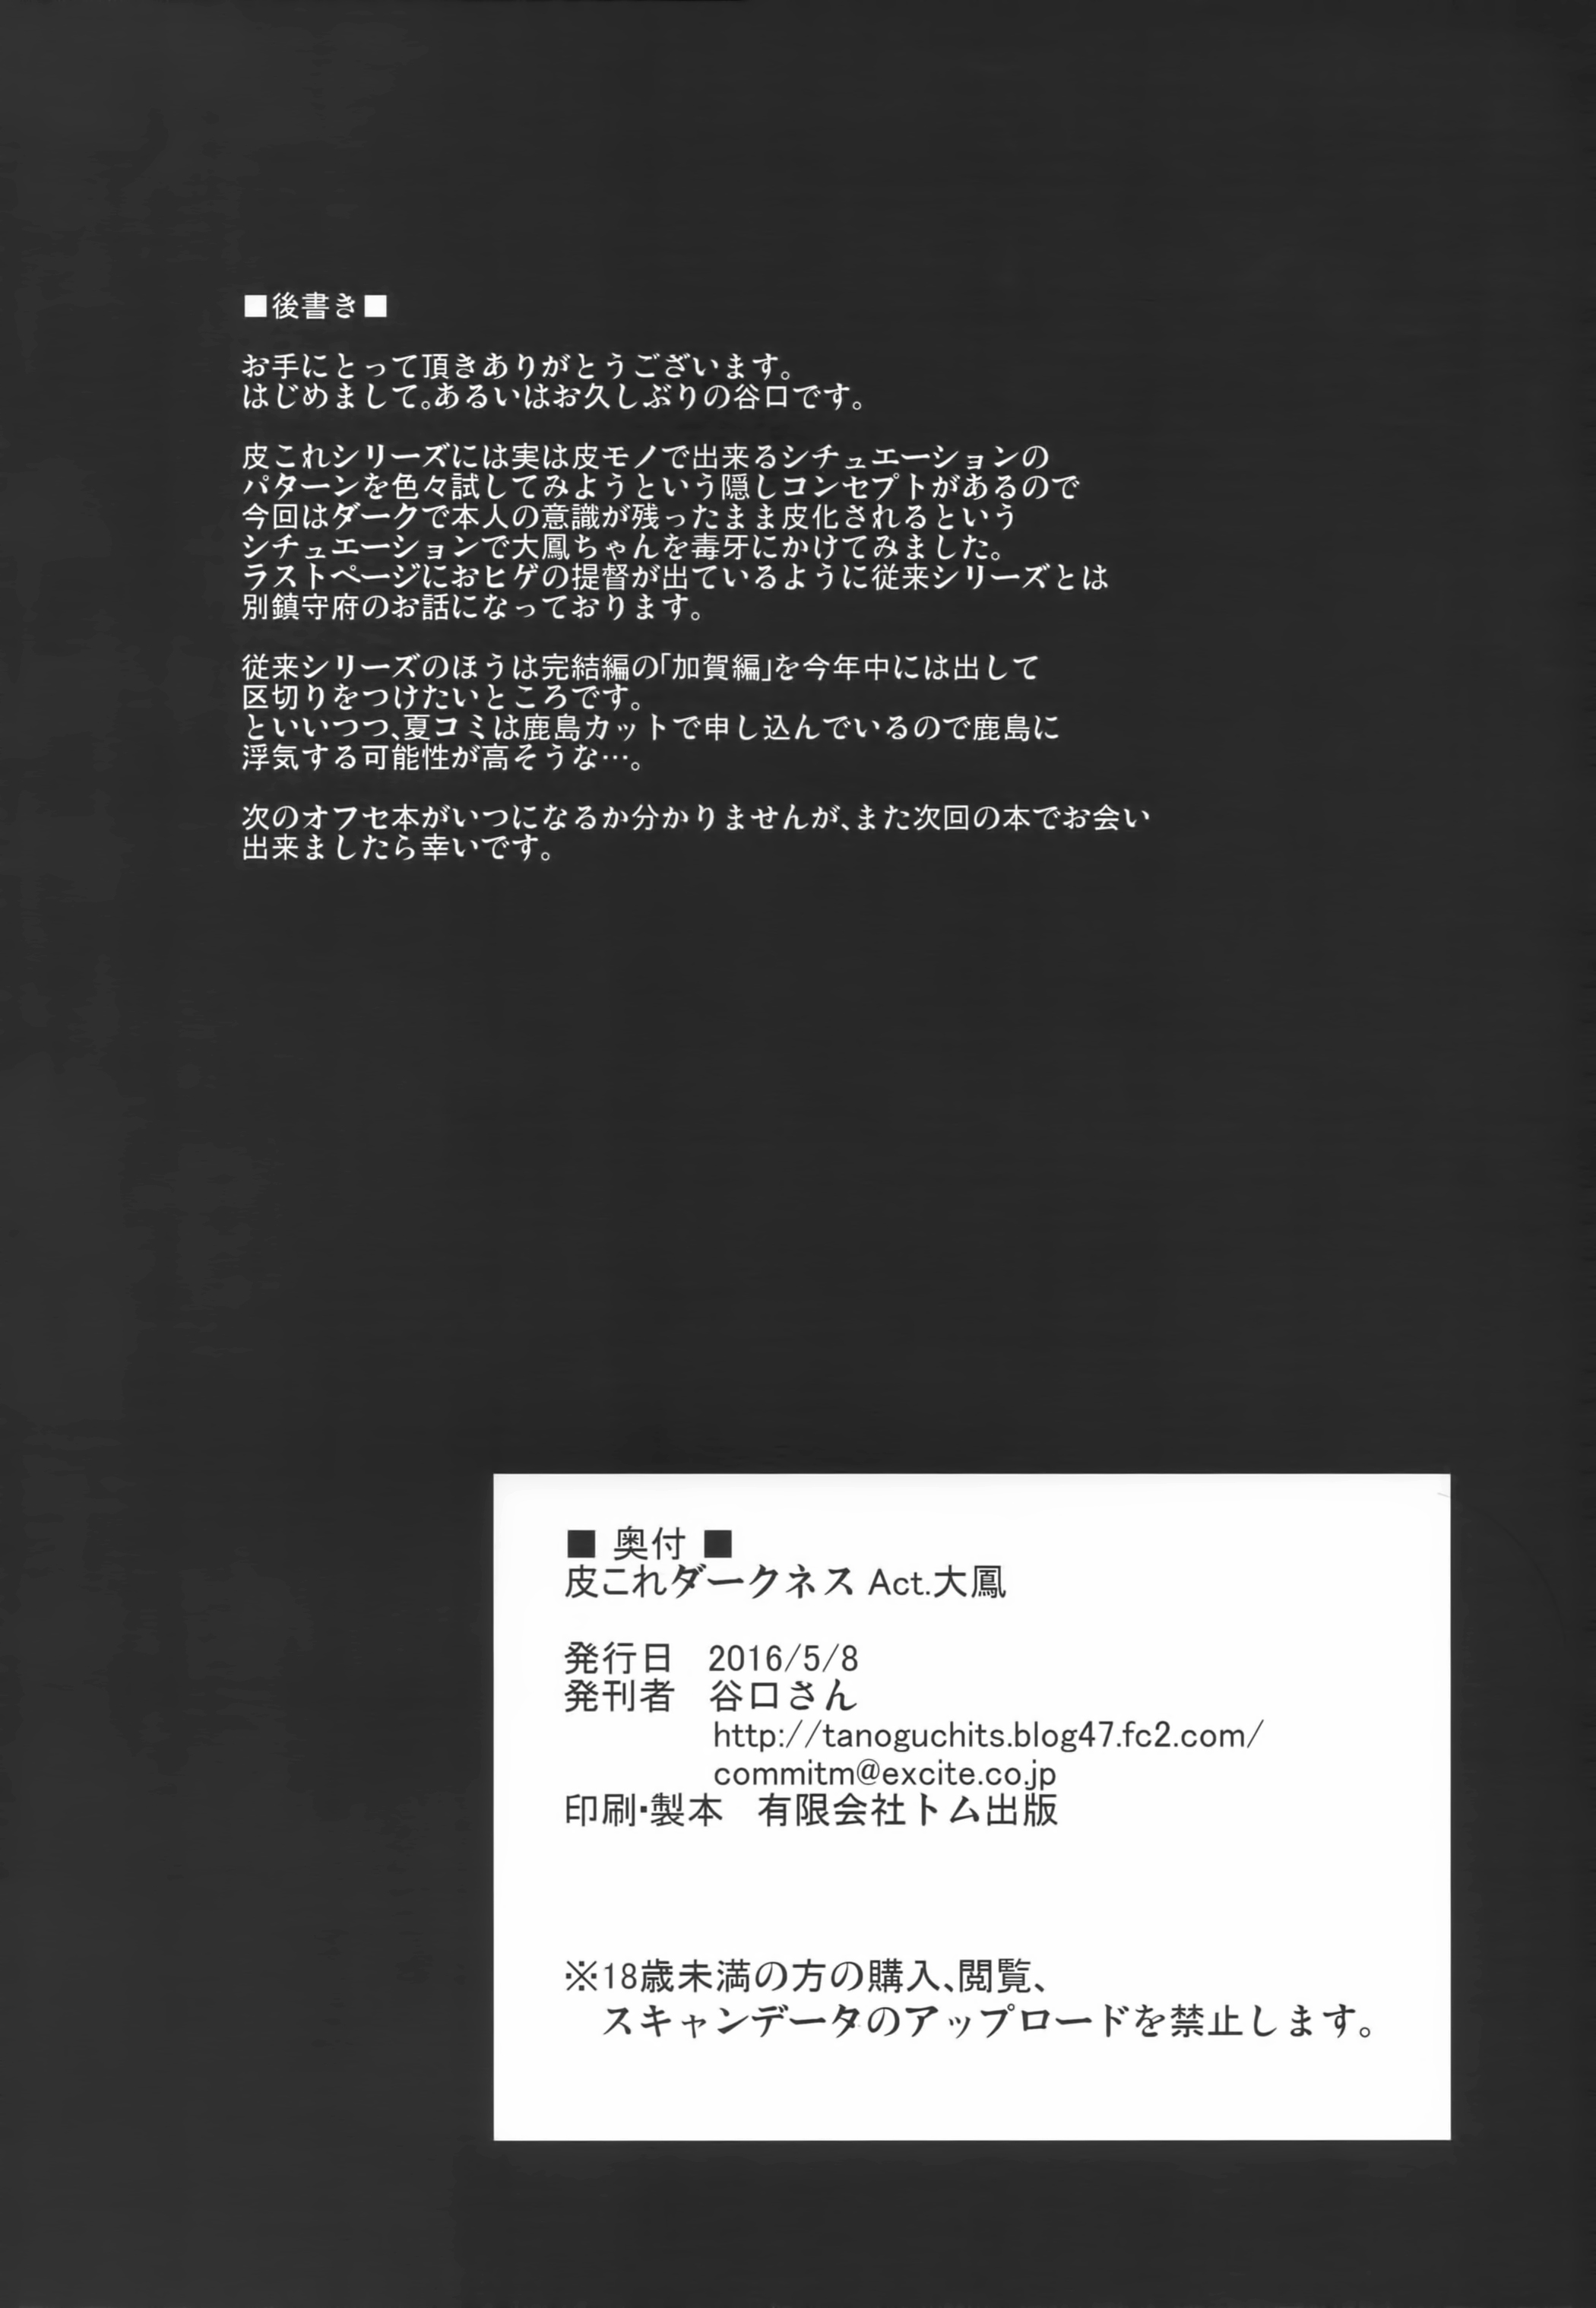 ■後書き■
お手にとって頂きありがとうございます。
はじめまして。あるいはお久しぶりの谷口です。
皮これシリーズには実は皮モノで出来るシチュエーションの
パターンを色々試してみようという隠しコンセプトがあるので
今回はダークで本人の意識が残ったまま皮化されるという
シチュエーションで大鳳ちゃんを毒牙にかけてみました。
ラストページにおヒゲの提督が出ているように従来シリーズとは
別鎮守府のお話になっております。
従来シリーズのほうは完結編の「加賀編」を今年中には出して
区切りをつけたいところです。
といいつつ、夏コミは鹿島カットで申し込んでいるので鹿島に
浮気する可能性が高そうな…。
次のオフセ本がいつになるか分かりませんが、また次回の本でお会い
出来ましたら幸いです。
■ 奥付 ■
皮これダークネス Act.大鳳
発行日 2016/5/8
発刊者 谷口さん
http://tanoguchits.blog47.fc2.com/
commitm@excite.co.jp
印刷・製本 有限会社トム出版
※18歳未満の方の購入、閲覧、
スキャンデータのアップロードを禁止します。